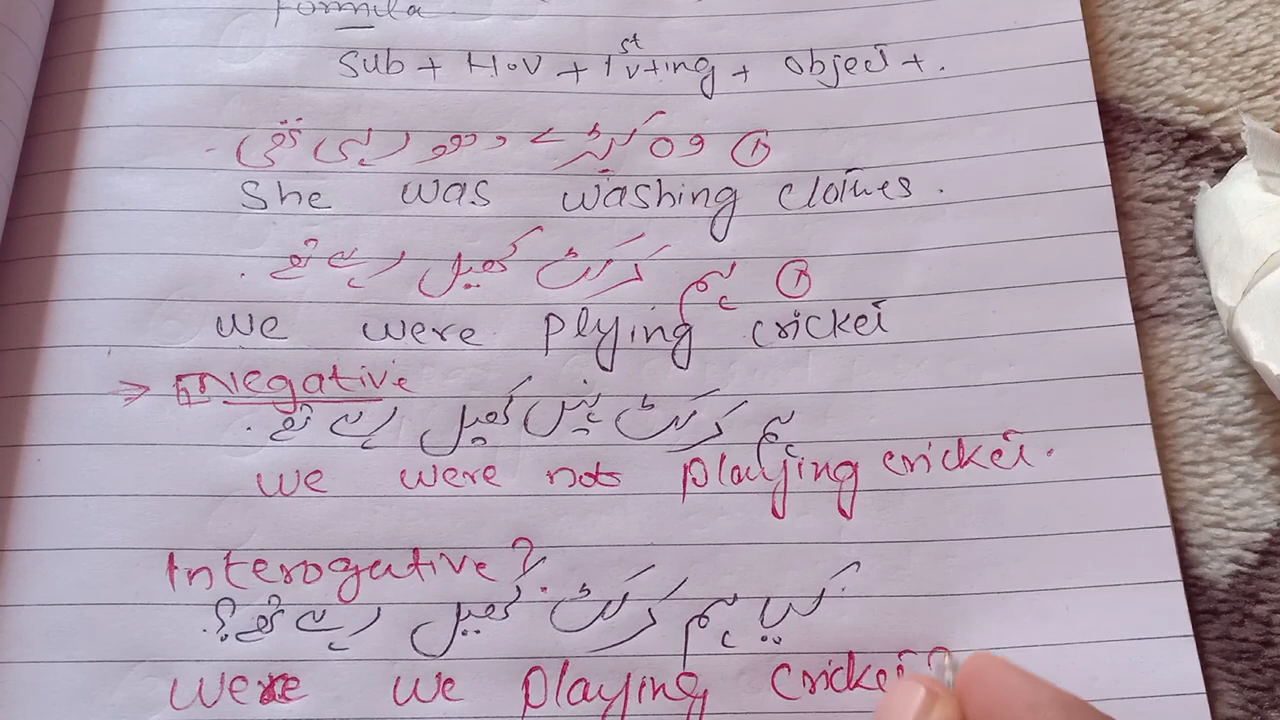 Formula
Sub + H.v + 1st v+ing + object + .
① وہ کپڑے دھو رہی تھی ۔
She was washing clothes .
① ہم کرکٹ کھیل رہے تھے ۔
we were plying cricket
⇒ Negative
ہم کرکٹ نہیں کھیل رہے تھے ۔
we were not playing cricket .
Interogative ?
کیا ہم کرکٹ کھیل رہے تھے ؟
were we playing cricket ?